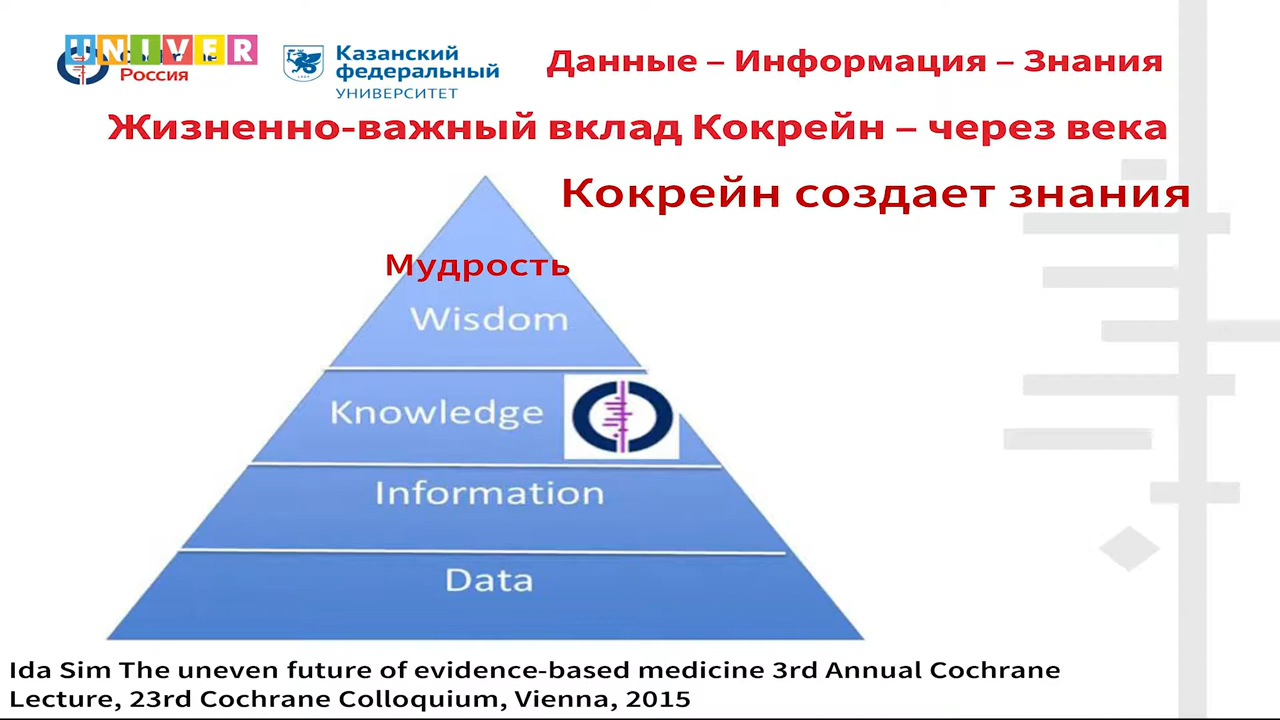 UNIVER
Россия
Казанский
федеральный
УНИВЕРСИТЕТ
Данные – Информация – Знания
Жизненно-важный вклад Кокрейн – через века
Кокрейн создает знания
Мудрость
Wisdom
Knowledge
Information
Data
Ida Sim The uneven future of evidence-based medicine 3rd Annual Cochrane
Lecture, 23rd Cochrane Colloquium, Vienna, 2015